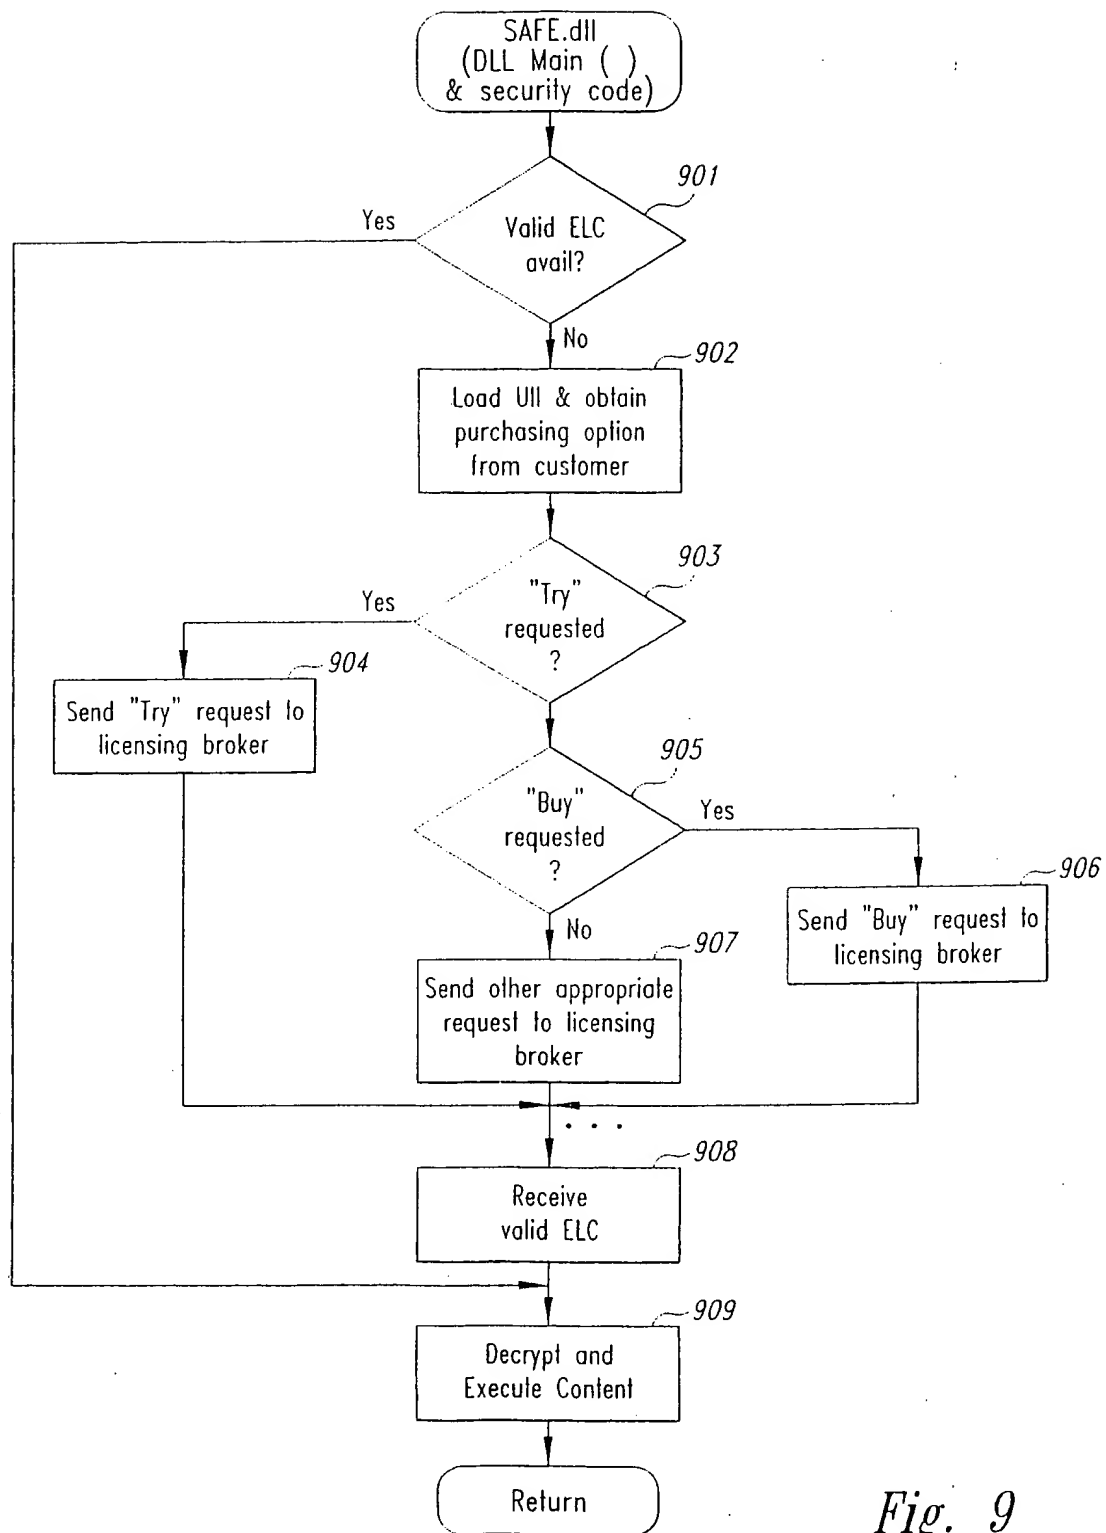 SAFE.dll
(DLL Main ( )
& security code)
901
Yes
Valid ELC
avail?
No
902
Load UII & obtain
purchasing option
from customer
903
Yes
"Try"
requested
?
904
Send "Try" request to
licensing broker
905
"Buy"
requested
?
Yes
906
Send "Buy" request to
licensing broker
No
907
Send other appropriate
request to licensing
broker
. . .
908
Receive
valid ELC
909
Decrypt and
Execute Content
Return
Fig. 9